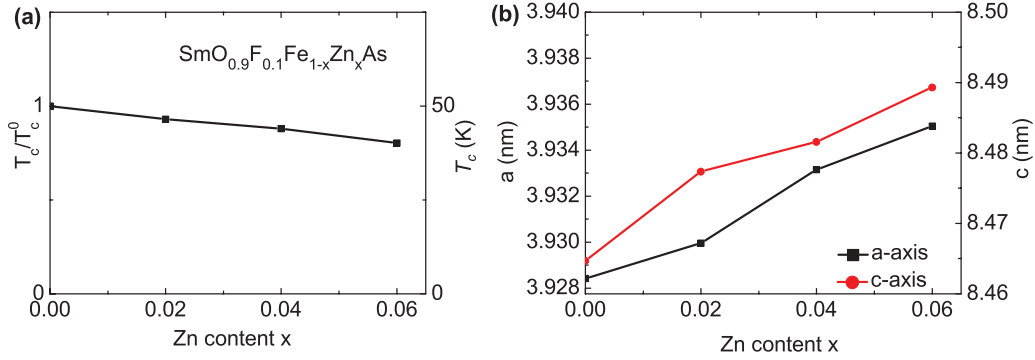 (a)
SmO0.9F0.1Fe1-xZnxAs
1
0
Tc/Tc0
50
0
Tc (K)
0.00 0.02 0.04 0.06
Zn content x
(b)
3.940
3.938
3.936
3.934
3.933
3.932
3.930
3.928
a (nm)
8.50
8.49
8.48
8.47
8.46
c (nm)
a-axis
c-axis
0.00 0.02 0.04 0.06
Zn content x